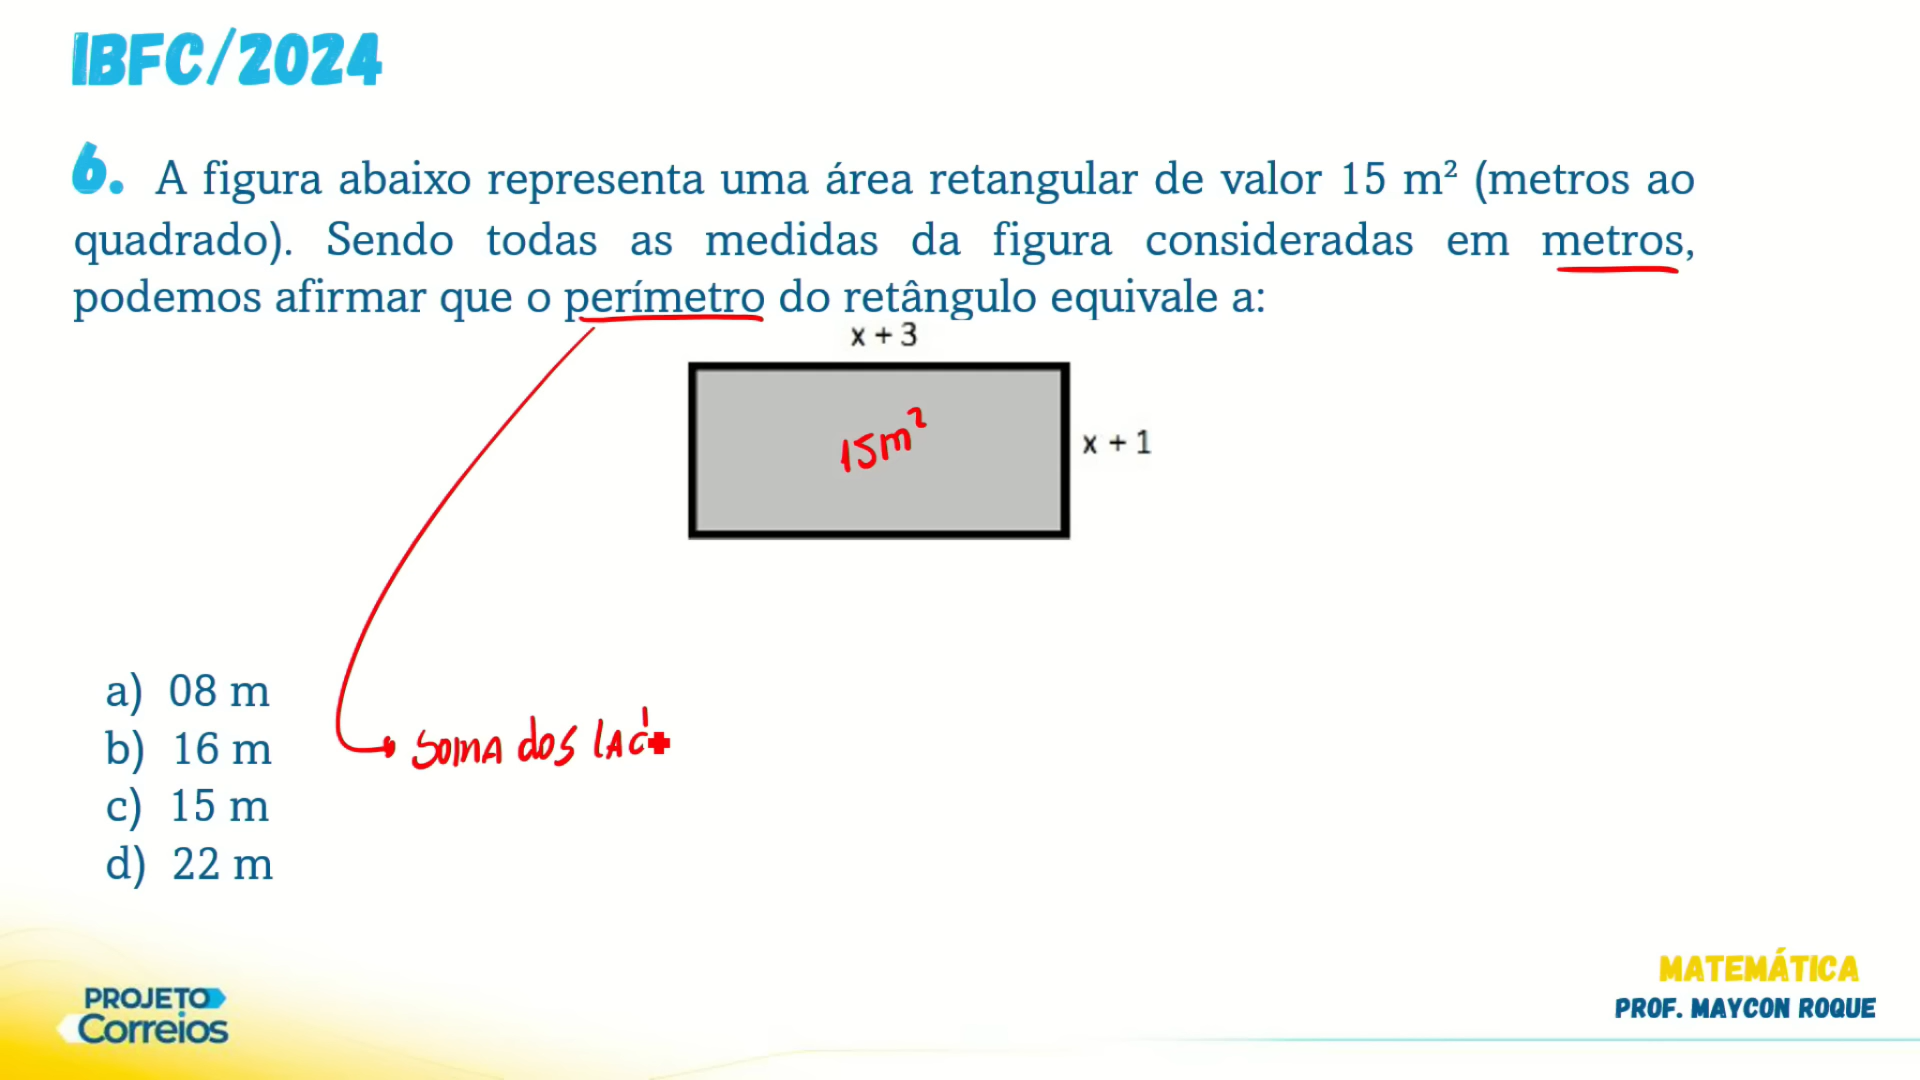 IBFC/2024
6. A figura abaixo representa uma área retangular de valor 15 m² (metros ao
quadrado). Sendo todas as medidas da figura consideradas em metros,
podemos afirmar que o perímetro do retângulo equivale a:
x + 3
15m²
x + 1
a) 08 m
b) 16 m
c) 15 m
d) 22 m
SOMA DOS
MATEMÁTICA
PROF. MAYCON ROQUE
PROJETO
Correios